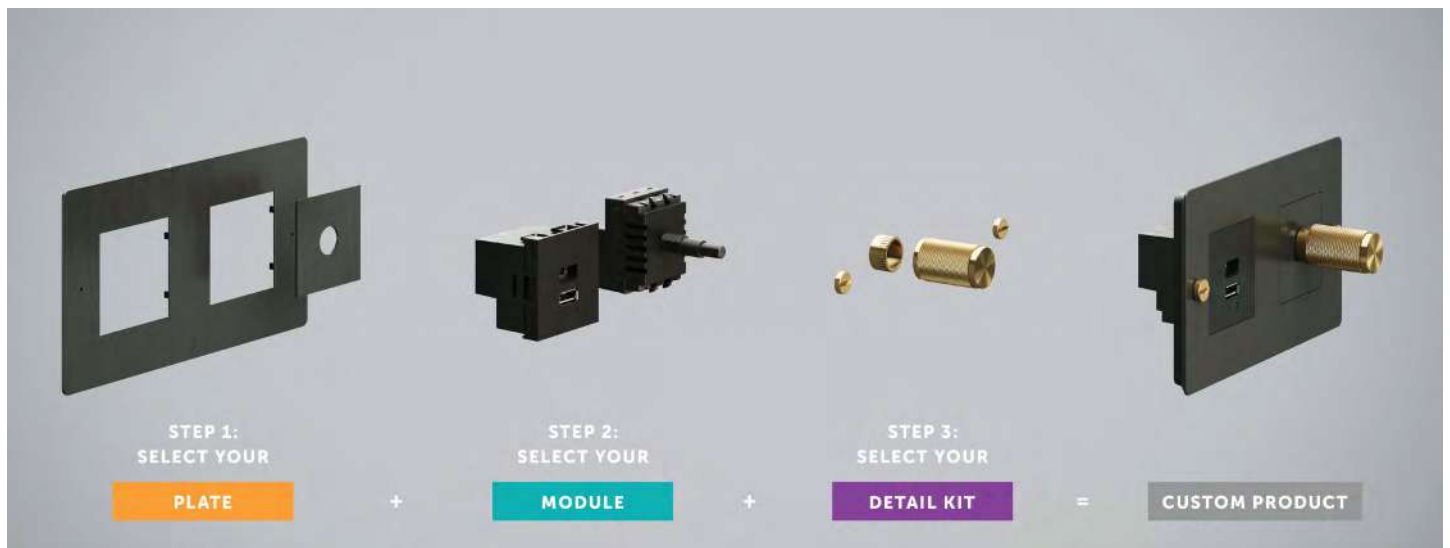 STEP 1:
SELECT YOUR
PLATE
+
STEP 2:
SELECT YOUR
MODULE
+
STEP 3:
SELECT YOUR
DETAIL KIT
=
CUSTOM PRODUCT